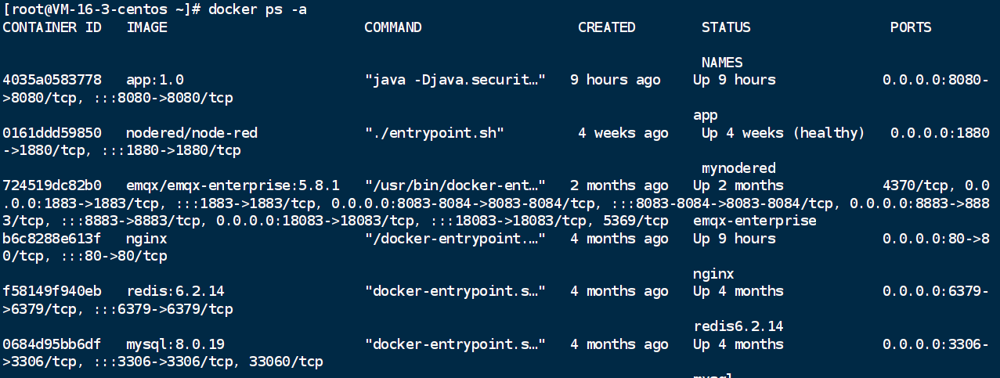 [root@VM-16-3-centos ~]# docker ps -a
CONTAINER ID   IMAGE                        COMMAND                   CREATED        STATUS                 PORTS
NAMES
4035a0583778   app:1.0                      "java -Djava.securit…"   9 hours ago    Up 9 hours             0.0.0.0:8080-
>8080/tcp, :::8080->8080/tcp
app
0161ddd59850   nodered/node-red             "./entrypoint.sh"         4 weeks ago    Up 4 weeks (healthy)   0.0.0.0:1880
->1880/tcp, :::1880->1880/tcp
mynodered
724519dc82b0   emqx/emqx-enterprise:5.8.1   "/usr/bin/docker-ent…"   2 months ago   Up 2 months            4370/tcp, 0.0
.0.0:1883->1883/tcp, :::1883->1883/tcp, 0.0.0.0:8083-8084->8083-8084/tcp, :::8083-8084->8083-8084/tcp, 0.0.0.0:8883->888
3/tcp, :::8883->8883/tcp, 0.0.0.0:18083->18083/tcp, :::18083->18083/tcp, 5369/tcp   emqx-enterprise
b6c8288e613f   nginx                        "/docker-entrypoint.…"   4 months ago   Up 9 hours             0.0.0.0:80->8
0/tcp, :::80->80/tcp
nginx
f58149f940eb   redis:6.2.14                 "docker-entrypoint.s…"   4 months ago   Up 4 months            0.0.0.0:6379-
>6379/tcp, :::6379->6379/tcp
redis6.2.14
0684d95bb6df   mysql:8.0.19                 "docker-entrypoint.s…"   4 months ago   Up 4 months            0.0.0.0:3306-
>3306/tcp, :::3306->3306/tcp, 33060/tcp
mysql